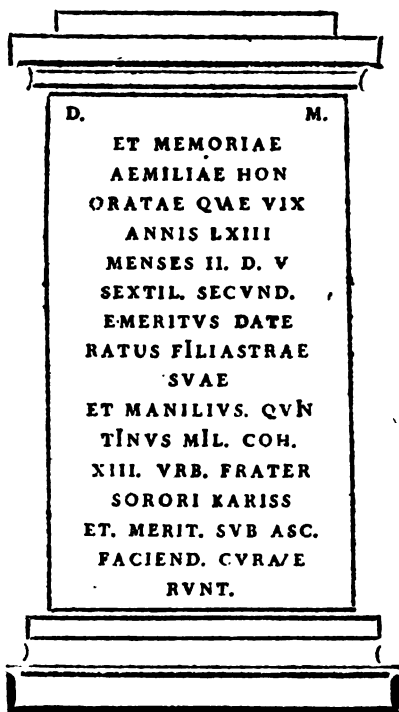 D. M.
ET MEMORIAE
AEMILIAE HON
ORATAE QVAE VIX
ANNIS LXIII
MENSES II. D. V
SEXTIL. SECVND.
EMERITVS DATE
RATUS FILIASTRAE
SVAE
ET MANILIVS. QVIN
TINVS MIL. COH.
XIII. VRB. FRATER
SORORI KARISS
ET. MERIT. SVB ASC.
FACIEND. CVRAVE
RVNT.